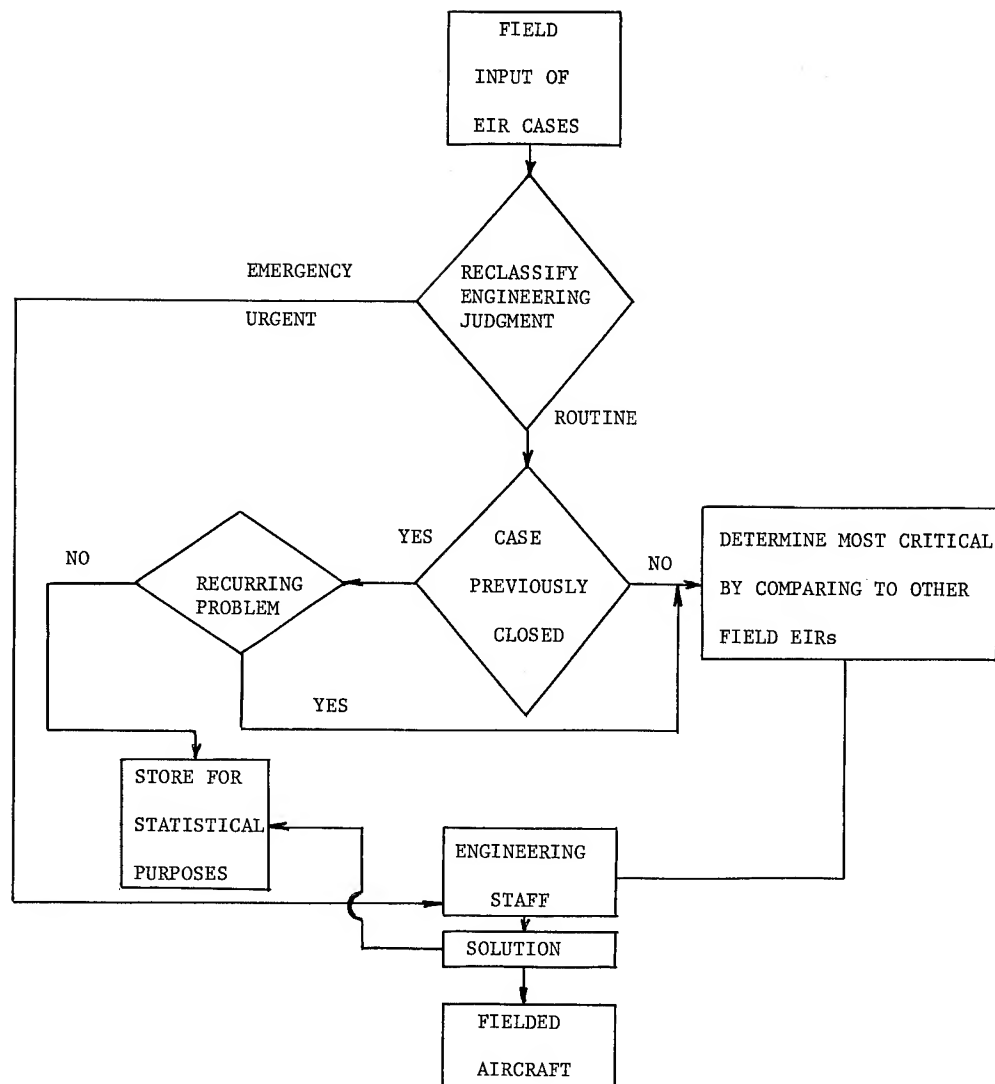 FIELD
INPUT OF
EIR CASES
EMERGENCY
URGENT
RECLASSIFY
ENGINEERING
JUDGMENT
ROUTINE
NO
RECURRING
PROBLEM
YES
CASE
PREVIOUSLY
CLOSED
NO
DETERMINE MOST CRITICAL
BY COMPARING TO OTHER
FIELD EIRs
YES
STORE FOR
STATISTICAL
PURPOSES
ENGINEERING
STAFF
SOLUTION
FIELDED
AIRCRAFT